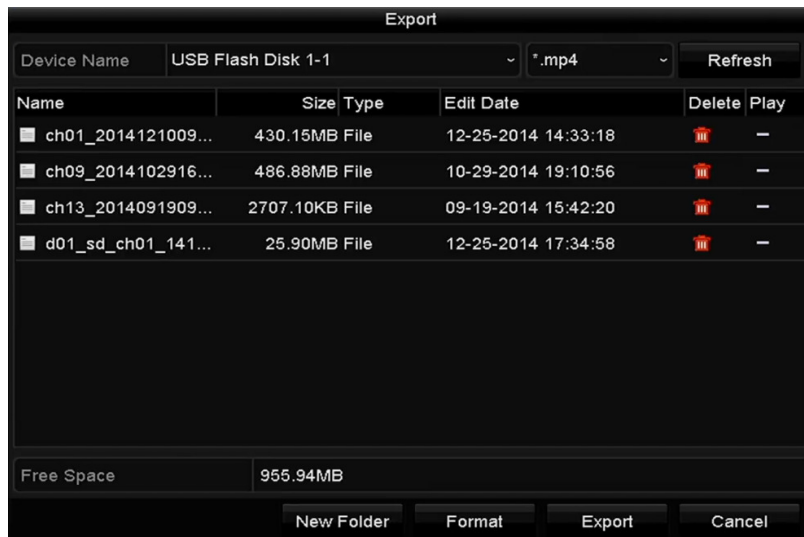 Export
Device Name USB Flash Disk 1-1 *.mp4 Refresh
Name Size Type Edit Date Delete Play
ch01_2014121009... 430.15MB File 12-25-2014 14:33:18
ch09_2014102916... 486.88MB File 10-29-2014 19:10:56
ch13_2014091909... 2707.10KB File 09-19-2014 15:42:20
d01_sd_ch01_141... 25.90MB File 12-25-2014 17:34:58
Free Space 955.94MB
New Folder Format Export Cancel